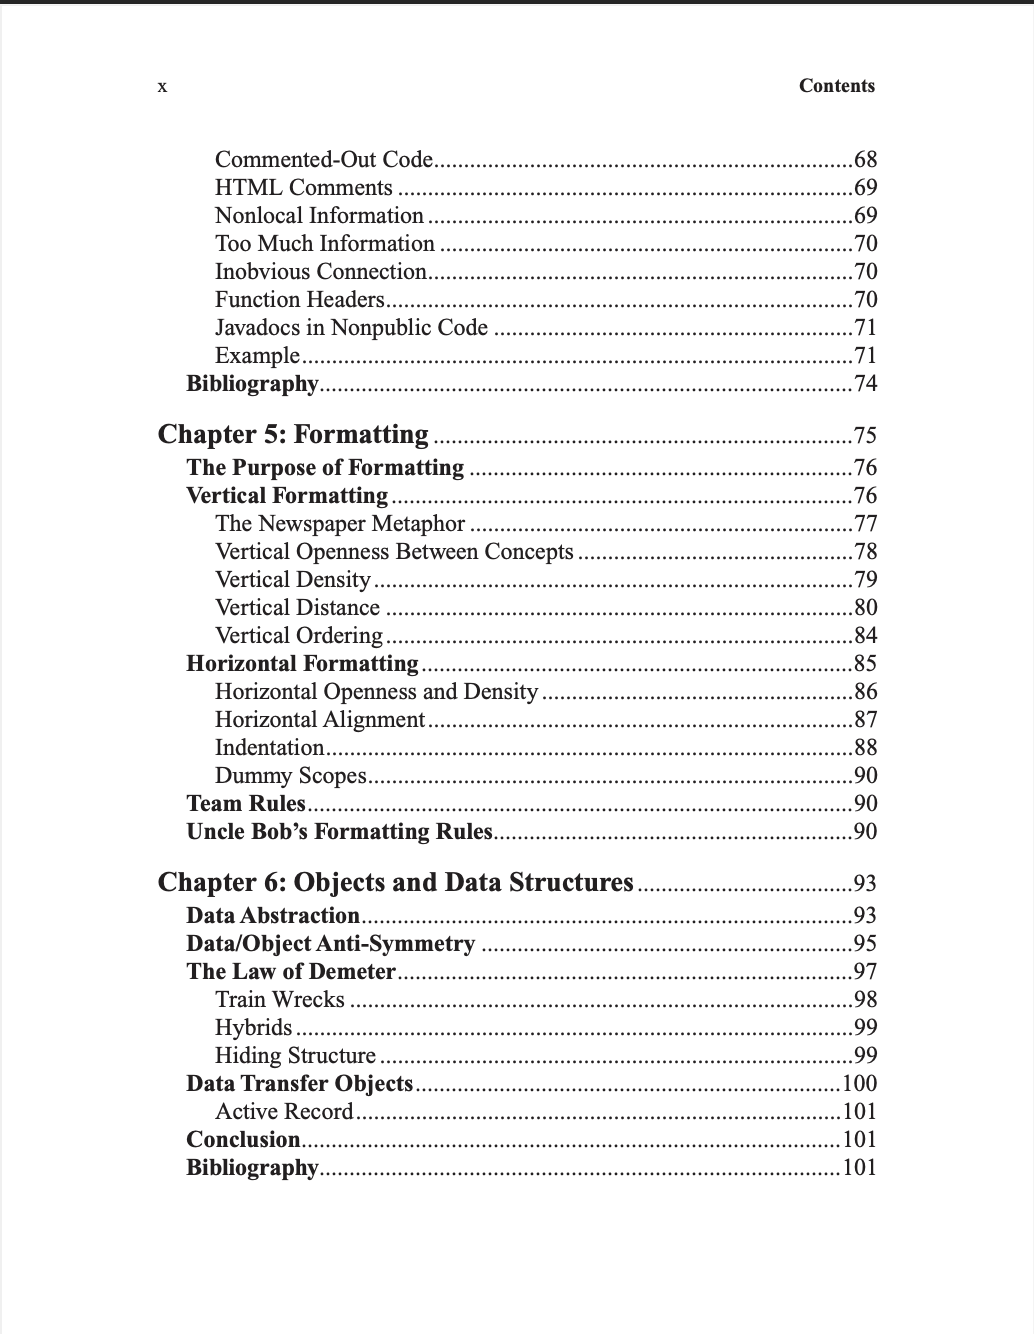 x Contents
Commented-Out Code....................................................................68
HTML Comments ..........................................................................69
Nonlocal Information .....................................................................69
Too Much Information ...................................................................70
Inobvious Connection.....................................................................70
Function Headers............................................................................70
Javadocs in Nonpublic Code ..........................................................71
Example...........................................................................................71
Bibliography.........................................................................................74
Chapter 5: Formatting .....................................................................75
The Purpose of Formatting ................................................................76
Vertical Formatting.............................................................................76
The Newspaper Metaphor ..............................................................77
Vertical Openness Between Concepts .............................................78
Vertical Density...............................................................................79
Vertical Distance .............................................................................80
Vertical Ordering.............................................................................84
Horizontal Formatting........................................................................85
Horizontal Openness and Density...................................................86
Horizontal Alignment......................................................................87
Indentation.......................................................................................88
Dummy Scopes................................................................................90
Team Rules...........................................................................................90
Uncle Bob’s Formatting Rules............................................................90
Chapter 6: Objects and Data Structures ....................................93
Data Abstraction..................................................................................93
Data/Object Anti-Symmetry ..............................................................95
The Law of Demeter............................................................................97
Train Wrecks ...................................................................................98
Hybrids ............................................................................................99
Hiding Structure ..............................................................................99
Data Transfer Objects.......................................................................100
Active Record................................................................................101
Conclusion..........................................................................................101
Bibliography.......................................................................................101